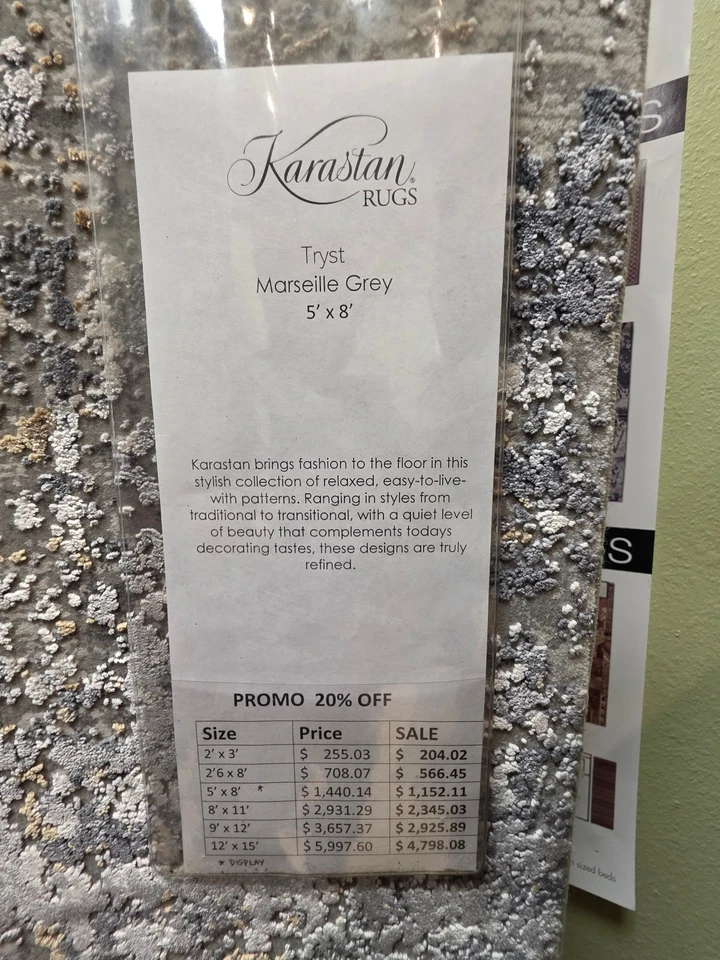 Karastan
RUGS
Tryst
Marseille Grey
5' x 8'
Karastan brings fashion to the floor in this
stylish collection of relaxed, easy-to-live-
with patterns. Ranging in styles from
traditional to transitional, with a quiet level
of beauty that complements todays
decorating tastes, these designs are truly
refined.
PROMO 20% OFF
Size Price SALE
2' x 3' $ 255.03 $ 204.02
2'6 x 8' $ 708.07 $ 566.45
5' x 8' * $ 1,440.14 $ 1,152.11
8' x 11' $ 2,931.29 $ 2,345.03
9' x 12' $ 3,657.37 $ 2,925.89
12' x 15' $ 5,997.60 $ 4,798.08
* DISPLAY
S
S
sized beds